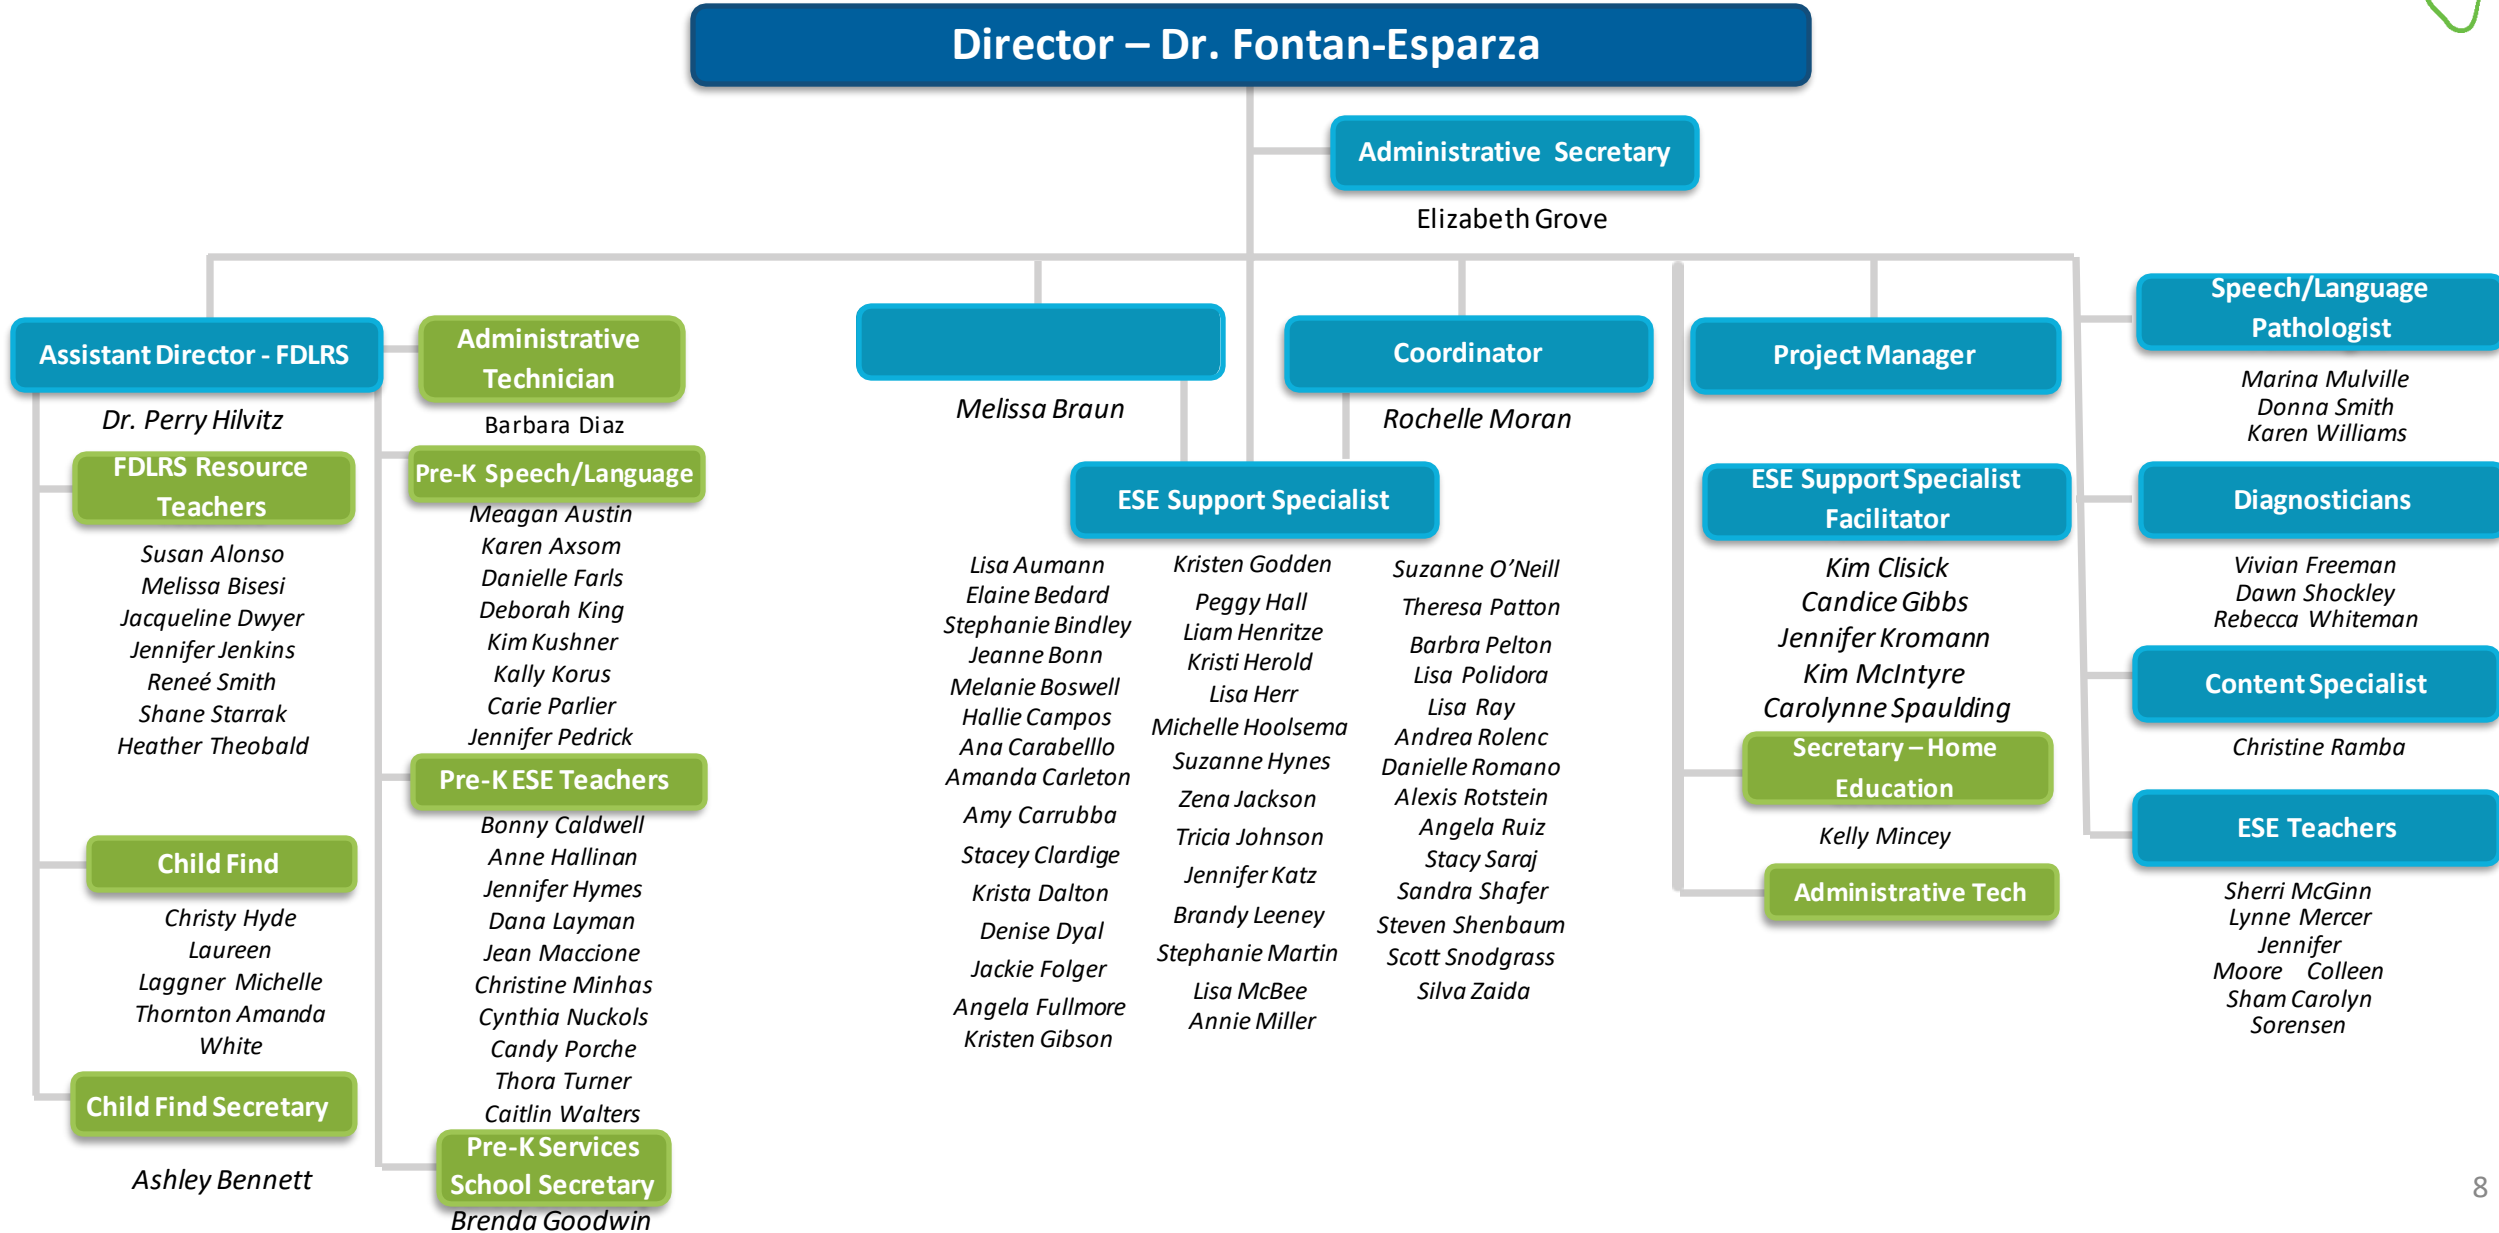 Director – Dr. Fontan-Esparza
Administrative Secretary
Elizabeth Grove
Assistant Director - FDLRS
Dr. Perry Hilvitz
FDLRS Resource
Teachers
Susan Alonso
Melissa Bisesi
Jacqueline Dwyer
Jennifer Jenkins
Reneé Smith
Shane Starrak
Heather Theobald
Child Find
Christy Hyde
Laureen
Laggner Michelle
Thornton Amanda
White
Child Find Secretary
Ashley Bennett
Administrative
Technician
Barbara Diaz
Pre-K Speech/Language
Meagan Austin
Karen Axsom
Danielle Farls
Deborah King
Kim Kushner
Kally Korus
Carie Parlier
Jennifer Pedrick
Pre-K ESE Teachers
Bonny Caldwell
Anne Hallinan
Jennifer Hymes
Dana Layman
Jean Maccione
Christine Minhas
Cynthia Nuckols
Candy Porche
Thora Turner
Caitlin Walters
Pre-K Services
School Secretary
Brenda Goodwin
Melissa Braun
Coordinator
Rochelle Moran
ESE Support Specialist
Lisa Aumann
Elaine Bedard
Stephanie Bindley
Jeanne Bonn
Melanie Boswell
Hallie Campos
Ana Carabelllo
Amanda Carleton
Amy Carrubba
Stacey Clardige
Krista Dalton
Denise Dyal
Jackie Folger
Angela Fullmore
Kristen Gibson
Kristen Godden
Peggy Hall
Liam Henritze
Kristi Herold
Lisa Herr
Michelle Hoolsema
Suzanne Hynes
Zena Jackson
Tricia Johnson
Jennifer Katz
Brandy Leeney
Stephanie Martin
Lisa McBee
Annie Miller
Suzanne O’Neill
Theresa Patton
Barbra Pelton
Lisa Polidora
Lisa Ray
Andrea Rolenc
Danielle Romano
Alexis Rotstein
Angela Ruiz
Stacy Saraj
Sandra Shafer
Steven Shenbaum
Scott Snodgrass
Silva Zaida
Project Manager
ESE Support Specialist
Facilitator
Kim Clisick
Candice Gibbs
Jennifer Kromann
Kim McIntyre
Carolynne Spaulding
Secretary – Home
Education
Kelly Mincey
Administrative Tech
Speech/Language
Pathologist
Marina Mulville
Donna Smith
Karen Williams
Diagnosticians
Vivian Freeman
Dawn Shockley
Rebecca Whiteman
Content Specialist
Christine Ramba
ESE Teachers
Sherri McGinn
Lynne Mercer
Jennifer
Moore Colleen
Sham Carolyn
Sorensen
8